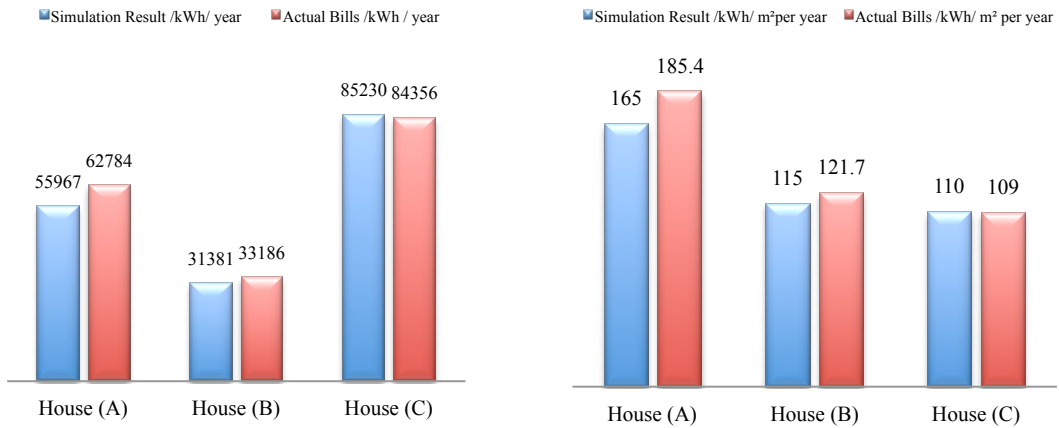 Simulation Result /kWh/ year Actual Bills /kWh / year
85230 84356
62784
55967
31381 33186
House (A) House (B) House (C)
Simulation Result /kWh/ m²per year Actual Bills /kWh/ m² per year
185.4
165
115 121.7 110 109
House (A) House (B) House (C)